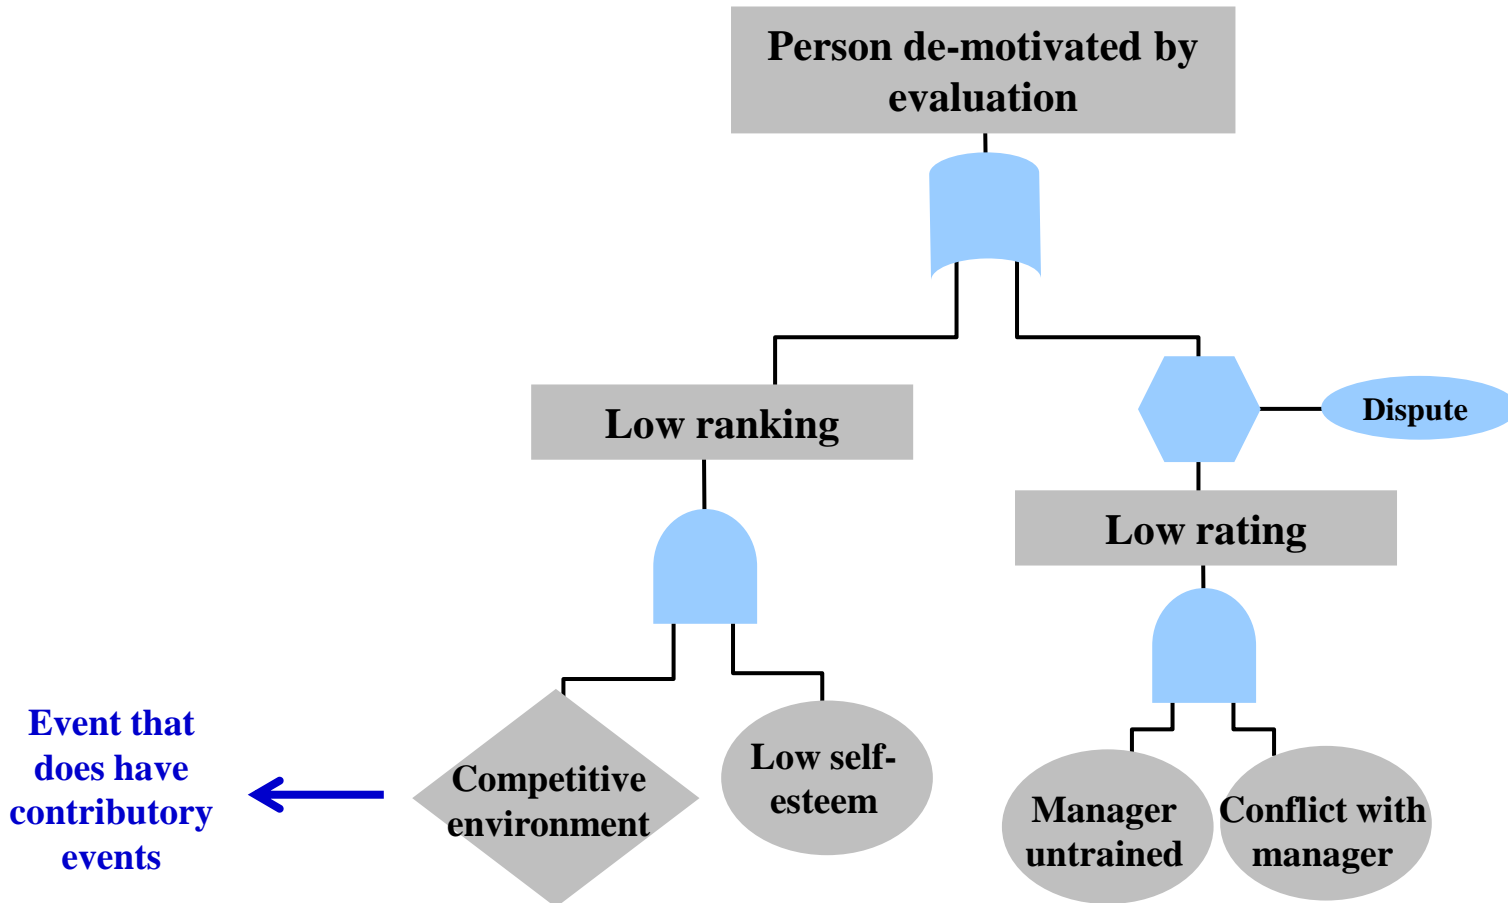 Person de-motivated by
evaluation
Low ranking
Dispute
Low rating
Event that
does have
contributory
events
Competitive
environment
Low self-
esteem
Manager
untrained
Conflict with
manager